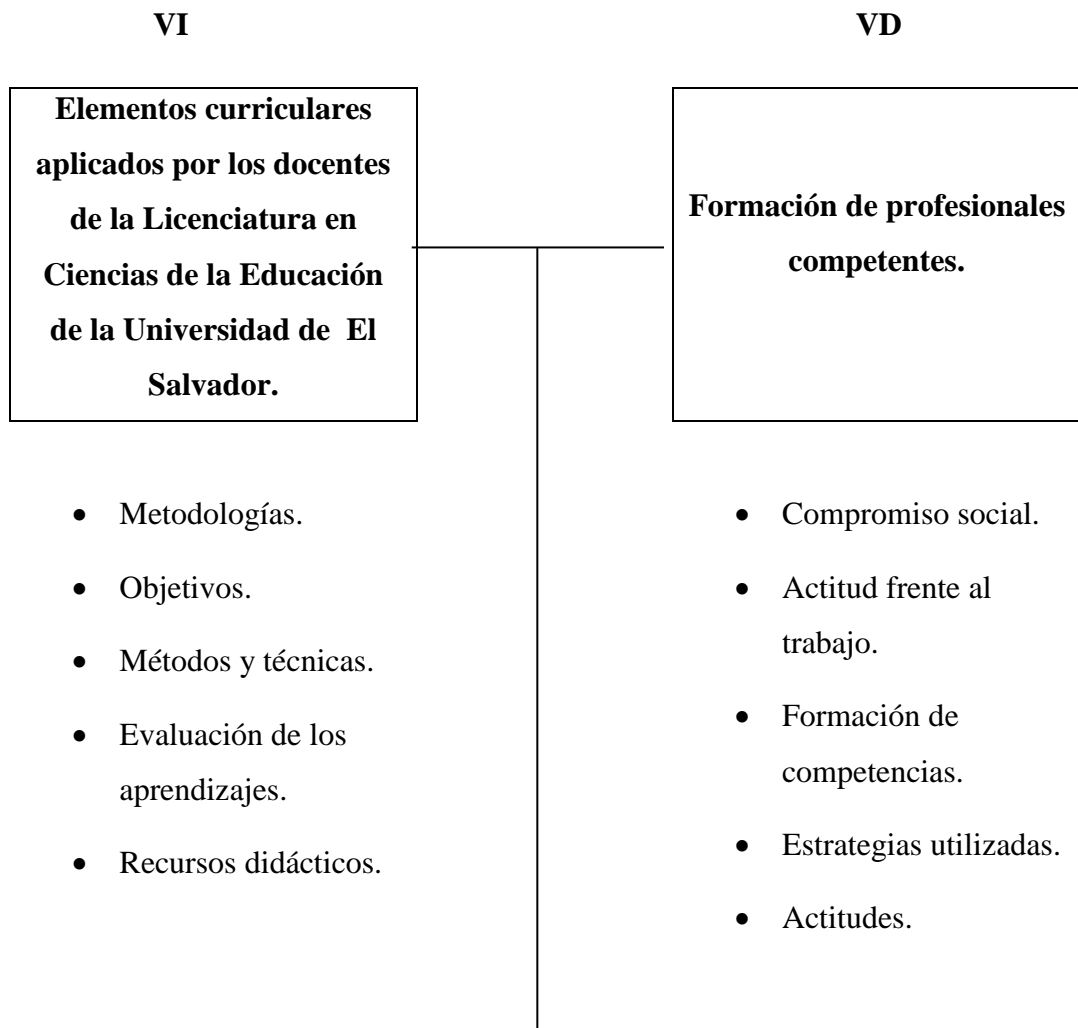 VI
VD
Elementos curriculares
aplicados por los docentes
de la Licenciatura en
Ciencias de la Educación
de la Universidad de  El
Salvador.
Formación de profesionales
competentes.
• Metodologías.
• Objetivos.
• Métodos y técnicas.
• Evaluación de los
aprendizajes.
• Recursos didácticos.
• Compromiso social.
• Actitud frente al
trabajo.
• Formación de
competencias.
• Estrategias utilizadas.
• Actitudes.